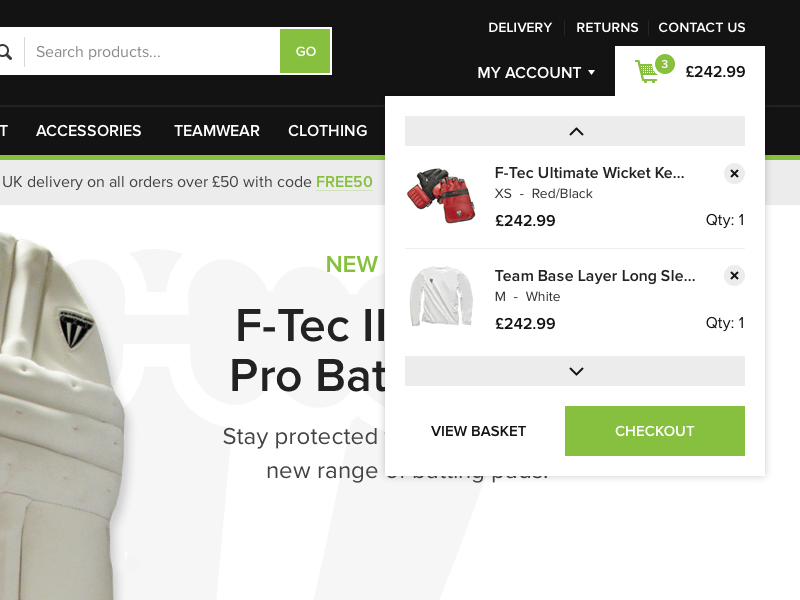 DELIVERY
RETURNS
CONTACT US
Search products...
GO
MY ACCOUNT
3
£242.99
T
ACCESSORIES
TEAMWEAR
CLOTHING
UK delivery on all orders over £50 with code FREE50
F-Tec Ultimate Wicket Ke...
XS - Red/Black
£242.99
Qty: 1
Team Base Layer Long Sle...
M - White
£242.99
Qty: 1
VIEW BASKET
CHECKOUT
NEW
F-Tec
Pro Bat
Stay protected
new range of batting pads.